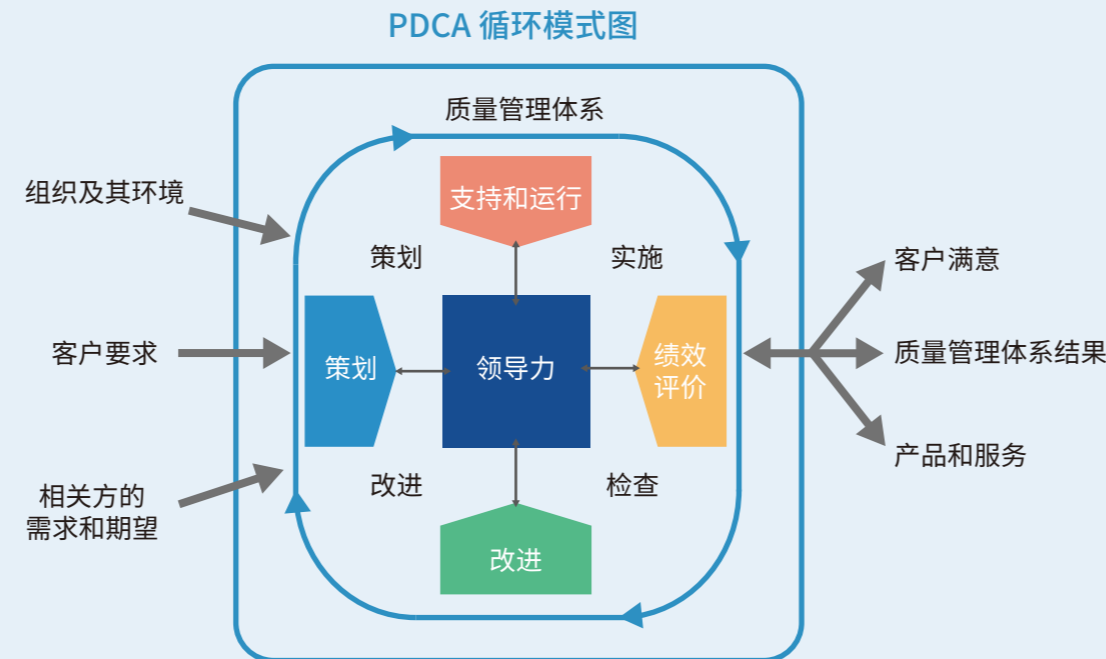 PDCA 循环模式图
质量管理体系
组织及其环境
支持和运行
策划
实施
客户满意
客户要求
策划
领导力
绩效
评价
质量管理体系结果
改进
检查
产品和服务
相关方的
需求和期望
改进